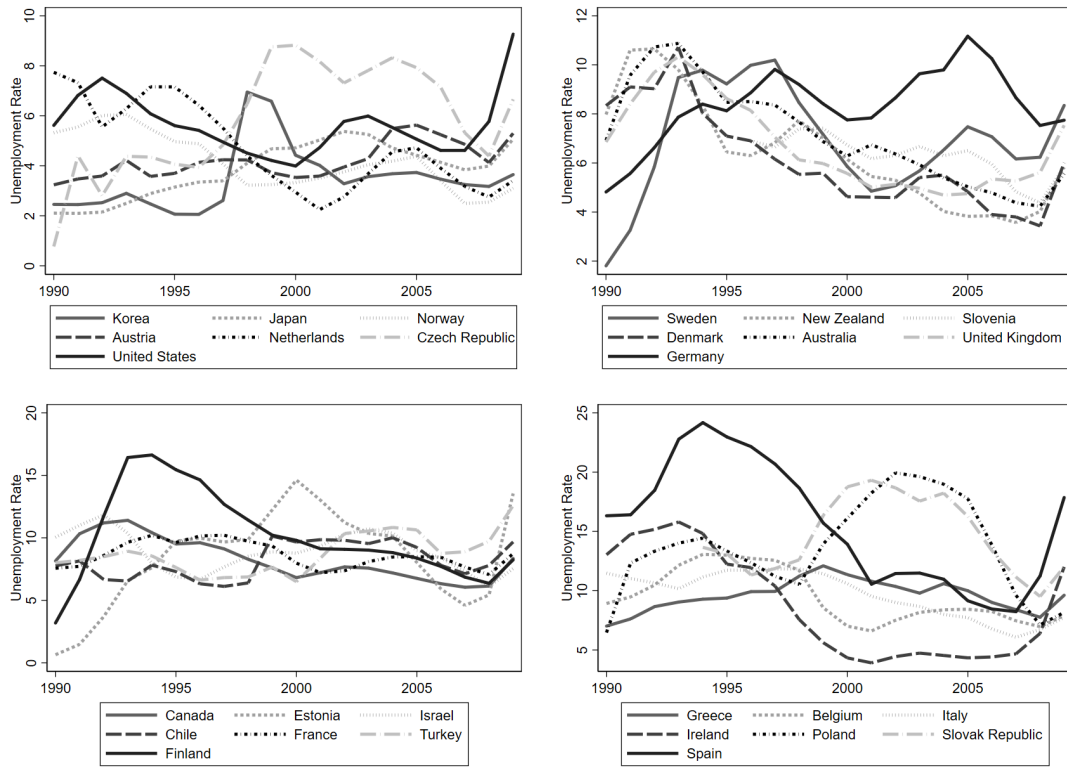 Unemployment Rate
10
8
6
4
2
0
1990 1995 2000 2005
Korea Japan Norway
Austria Netherlands Czech Republic
United States
Unemployment Rate
12
10
8
6
4
2
1990 1995 2000 2005
Sweden New Zealand Slovenia
Denmark Australia United Kingdom
Germany
Unemployment Rate
20
15
10
5
0
1990 1995 2000 2005
Canada Estonia Israel
Chile France Turkey
Finland
Unemployment Rate
25
20
15
10
5
1990 1995 2000 2005
Greece Belgium Italy
Ireland Poland Slovak Republic
Spain